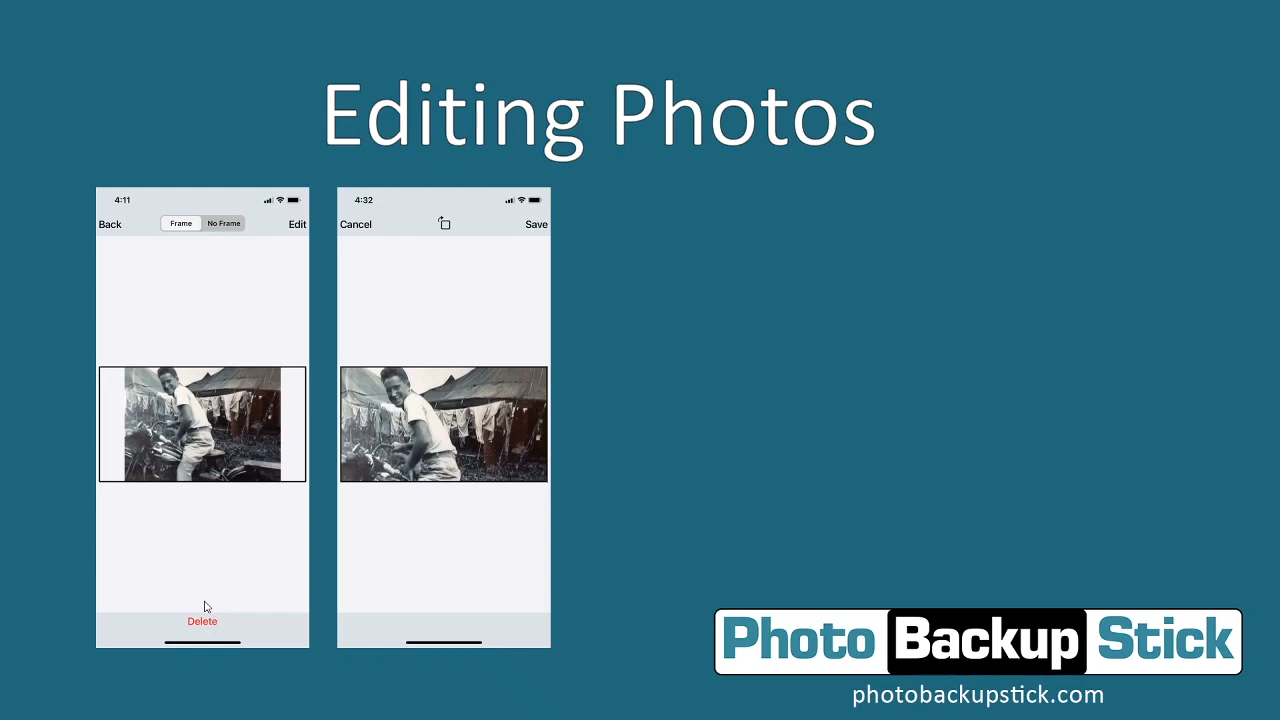 Editing Photos
4:11
Back Frame No Frame Edit
Delete
4:32
Cancel Save
Photo Backup Stick
photobackupstick.com